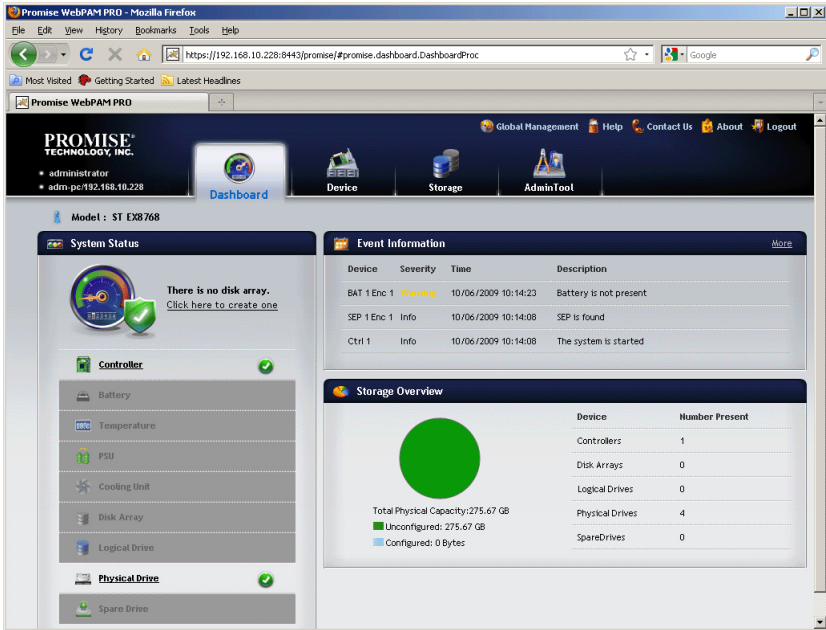 Promise WebPAM PRO - Mozilla Firefox
File Edit View History Bookmarks Tools Help
https://192.168.10.228:8443/promise/#promise.dashboard.DashboardProc
Google
Most Visited Getting Started Latest Headlines
Promise WebPAM PRO
Global Management Help Contact Us About Logout
PROMISE®
TECHNOLOGY, INC.
administrator
adm-pc/192.168.10.228
Dashboard Device Storage AdminTool
Model : ST EX8768
System Status
There is no disk array.
Click here to create one
Controller
Battery
Temperature
PSU
Cooling Unit
Disk Array
Logical Drive
Physical Drive
Spare Drive
Event Information More
Device Severity Time Description
BAT 1 Enc 1 Warning 10/06/2009 10:14:23 Battery is not present
SEP 1 Enc 1 Info 10/06/2009 10:14:08 SEP is found
Ctrl 1 Info 10/06/2009 10:14:08 The system is started
Storage Overview
Total Physical Capacity:275.67 GB
Unconfigured: 275.67 GB
Configured: 0 Bytes
Device Number Present
Controllers 1
Disk Arrays 0
Logical Drives 0
Physical Drives 4
SpareDrives 0